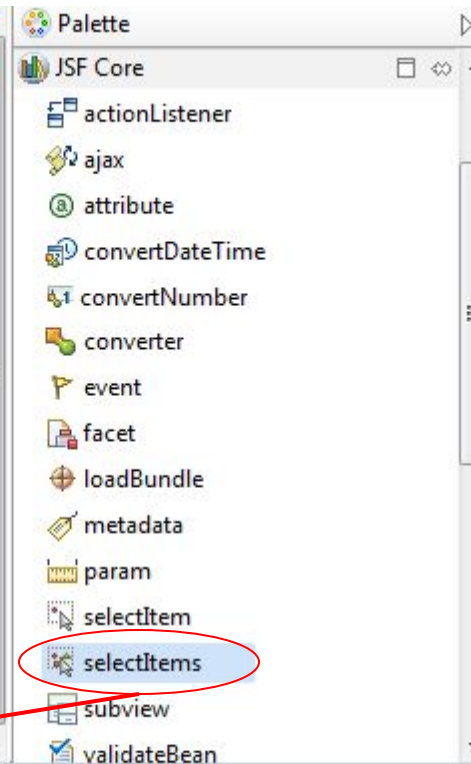 Palette
JSF Core
actionListener
ajax
attribute
convertDateTime
convertNumber
converter
event
facet
loadBundle
metadata
param
selectItem
selectItems
subview
validateBean